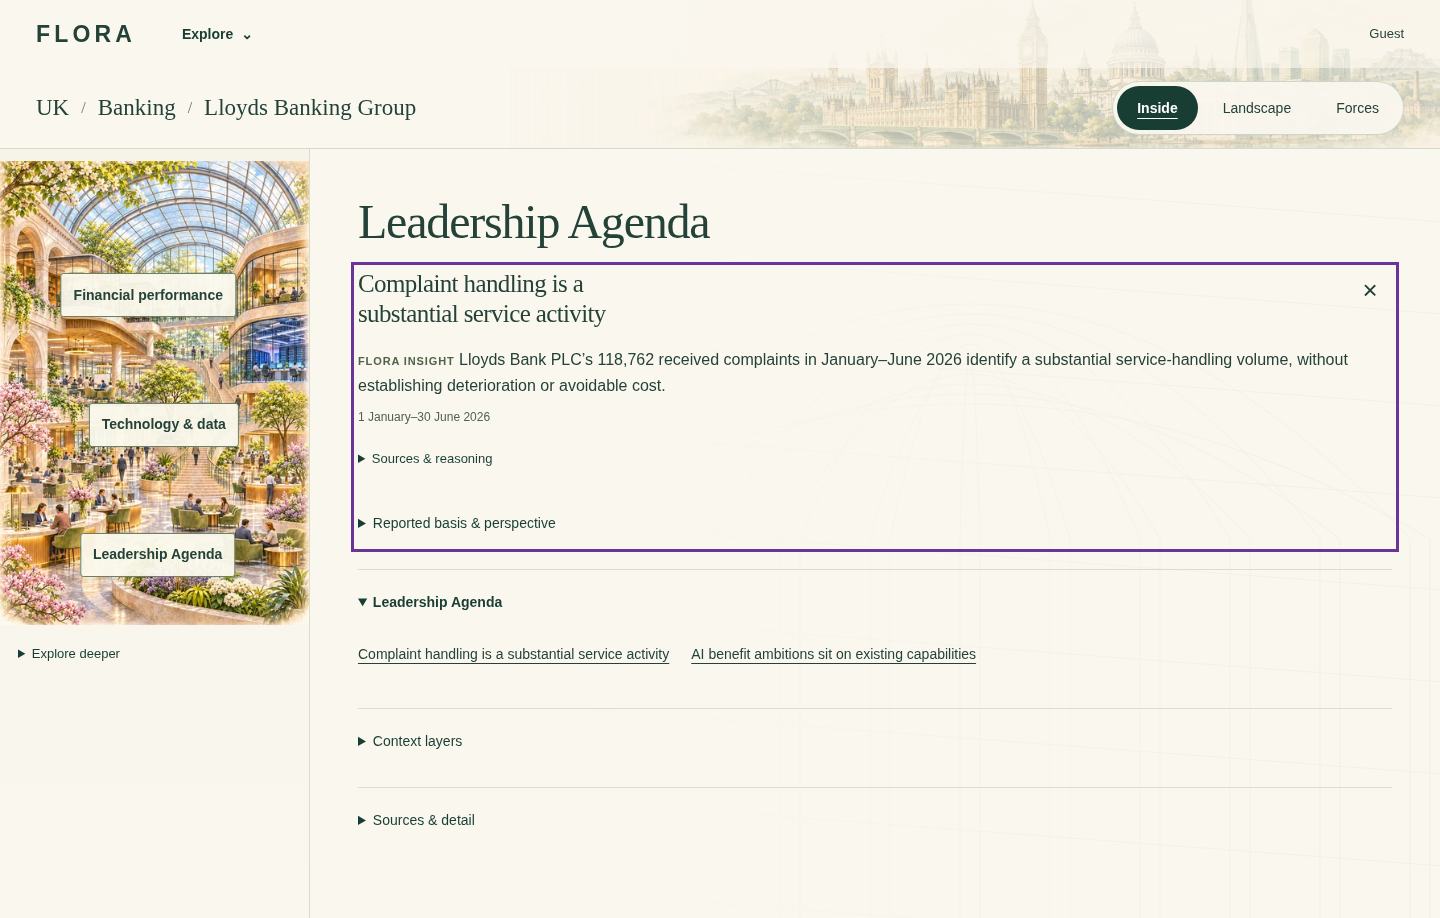 FLORA
Explore
Guest
UK / Banking / Lloyds Banking Group
Inside
Landscape
Forces
Financial performance
Technology & data
Leadership Agenda
Explore deeper
Leadership Agenda
Complaint handling is a
substantial service activity
✕
FLORA INSIGHT Lloyds Bank PLC’s 118,762 received complaints in January–June 2026 identify a substantial service-handling volume, without
establishing deterioration or avoidable cost.
1 January–30 June 2026
Sources & reasoning
Reported basis & perspective
Leadership Agenda
Complaint handling is a substantial service activity
AI benefit ambitions sit on existing capabilities
Context layers
Sources & detail